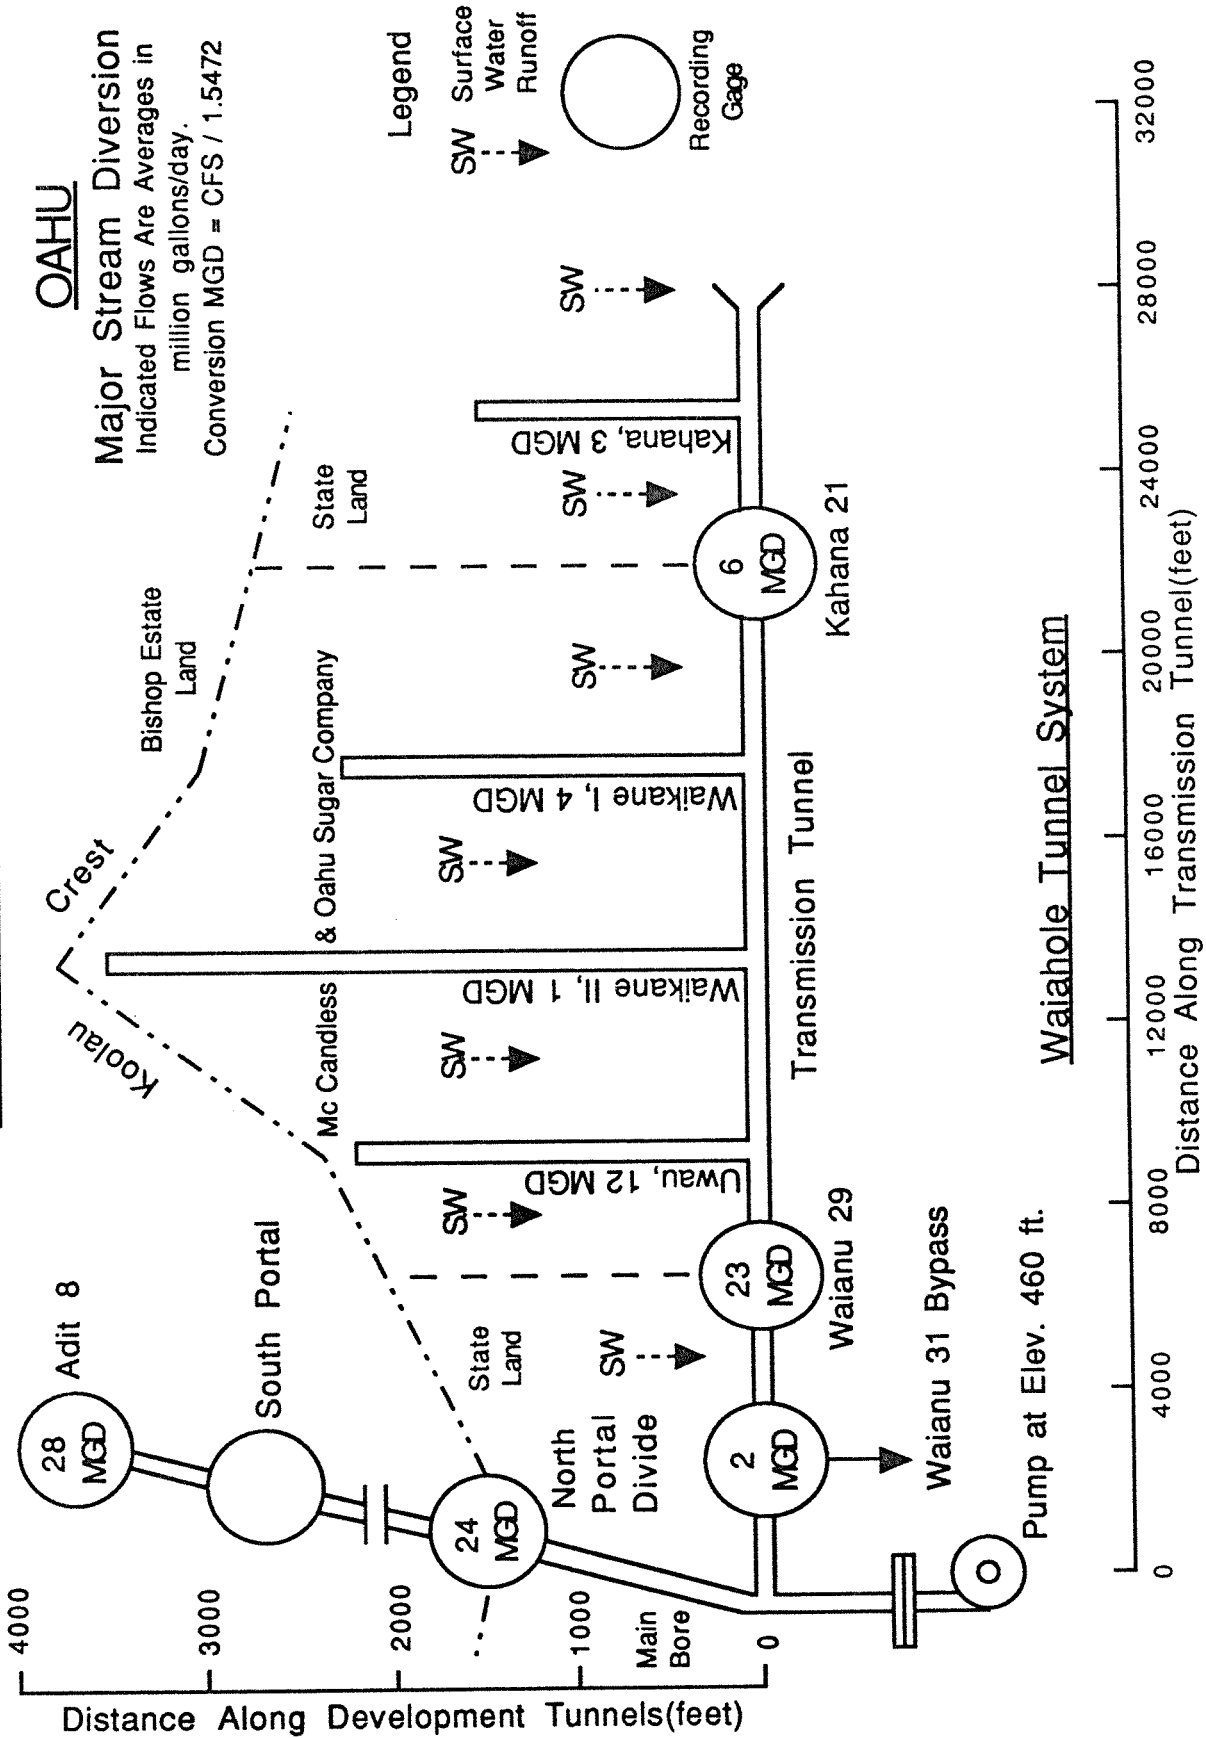 OAHU
Major Stream Diversion
Indicated Flows Are Averages in
million gallons/day.
Conversion MGD = CFS / 1.5472
Legend
SW Surface
Water
Runoff
Recording
Gage
Koolau
Crest
Bishop Estate
Land
State
Land
Mc Candless & Oahu Sugar Company
Adit 8
28
MGD
South Portal
24
MGD
North
Portal
Divide
State
Land
SW
SW
SW
SW
SW
SW
SW
Uwau, 12 MGD
Waikane II, 1 MGD
Waikane I, 4 MGD
Kahana, 3 MGD
2
MGD
23
MGD
6
MGD
Waianu 29
Kahana 21
Transmission Tunnel
Waianu 31 Bypass
Pump at Elev. 460 ft.
Main
Bore
Waiahole Tunnel System
4000
3000
2000
1000
0
Distance Along Development Tunnels(feet)
0
4000
8000
12000
16000
20000
24000
28000
32000
Distance Along Transmission Tunnel(feet)